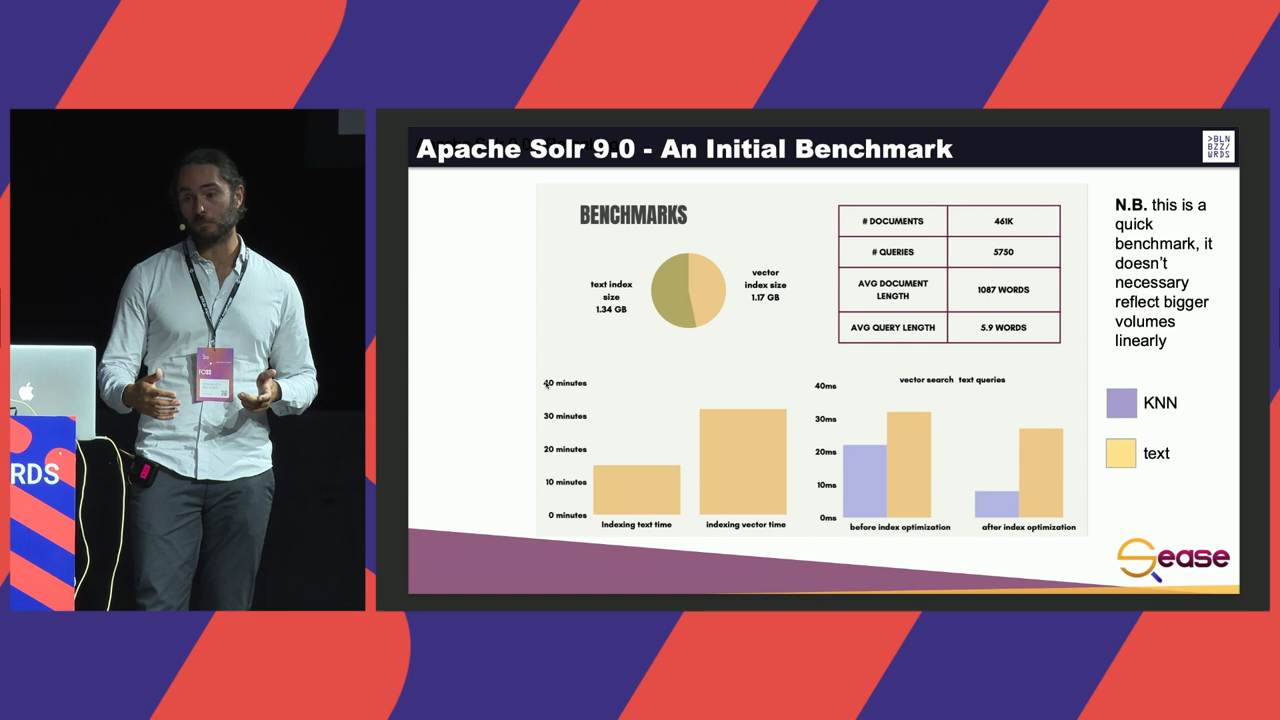 Apache Solr 9.0 - An Initial Benchmark
>BLN
BZZ/
WRDS
BENCHMARKS
text index
size
1.34 GB
vector
index size
1.17 GB
# DOCUMENTS 461K
# QUERIES 5750
AVG DOCUMENT
LENGTH
1087 WORDS
AVG QUERY LENGTH 5.9 WORDS
N.B. this is a
quick
benchmark, it
doesn't
necessary
reflect bigger
volumes
linearly
40 minutes
30 minutes
20 minutes
10 minutes
0 minutes
Indexing text time
indexing vector time
vector search text queries
40ms
30ms
20ms
10ms
0ms
before index optimization
after index optimization
KNN
text
Sease
RDS